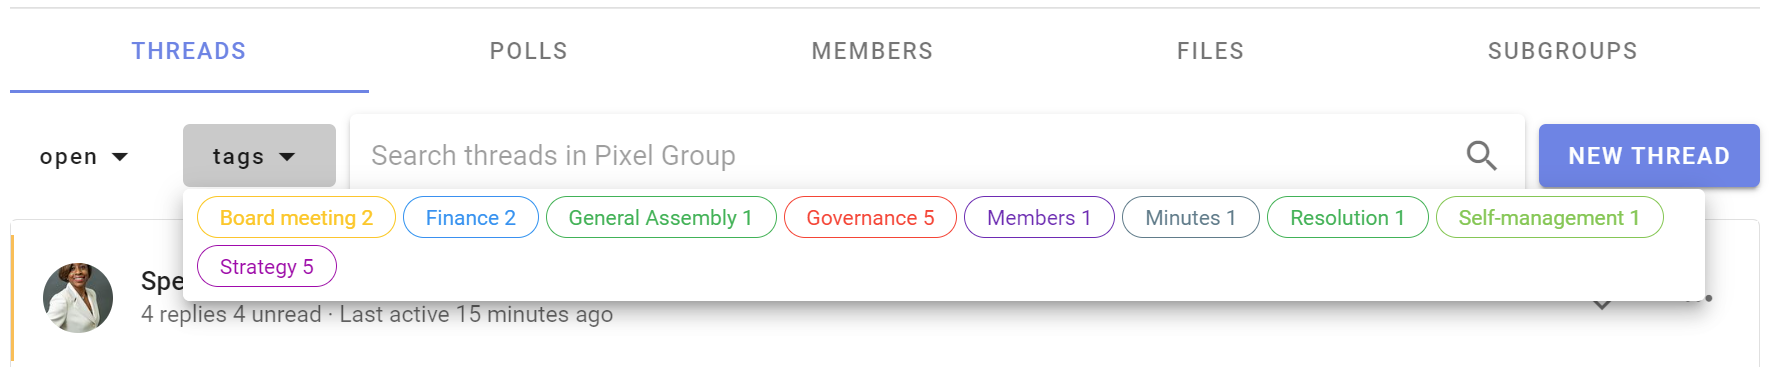 THREADS POLLS MEMBERS FILES SUBGROUPS
open tags Search threads in Pixel Group NEW THREAD
Board meeting 2 Finance 2 General Assembly 1 Governance 5 Members 1 Minutes 1 Resolution 1 Self-management 1
Strategy 5
4 replies 4 unread · Last active 15 minutes ago